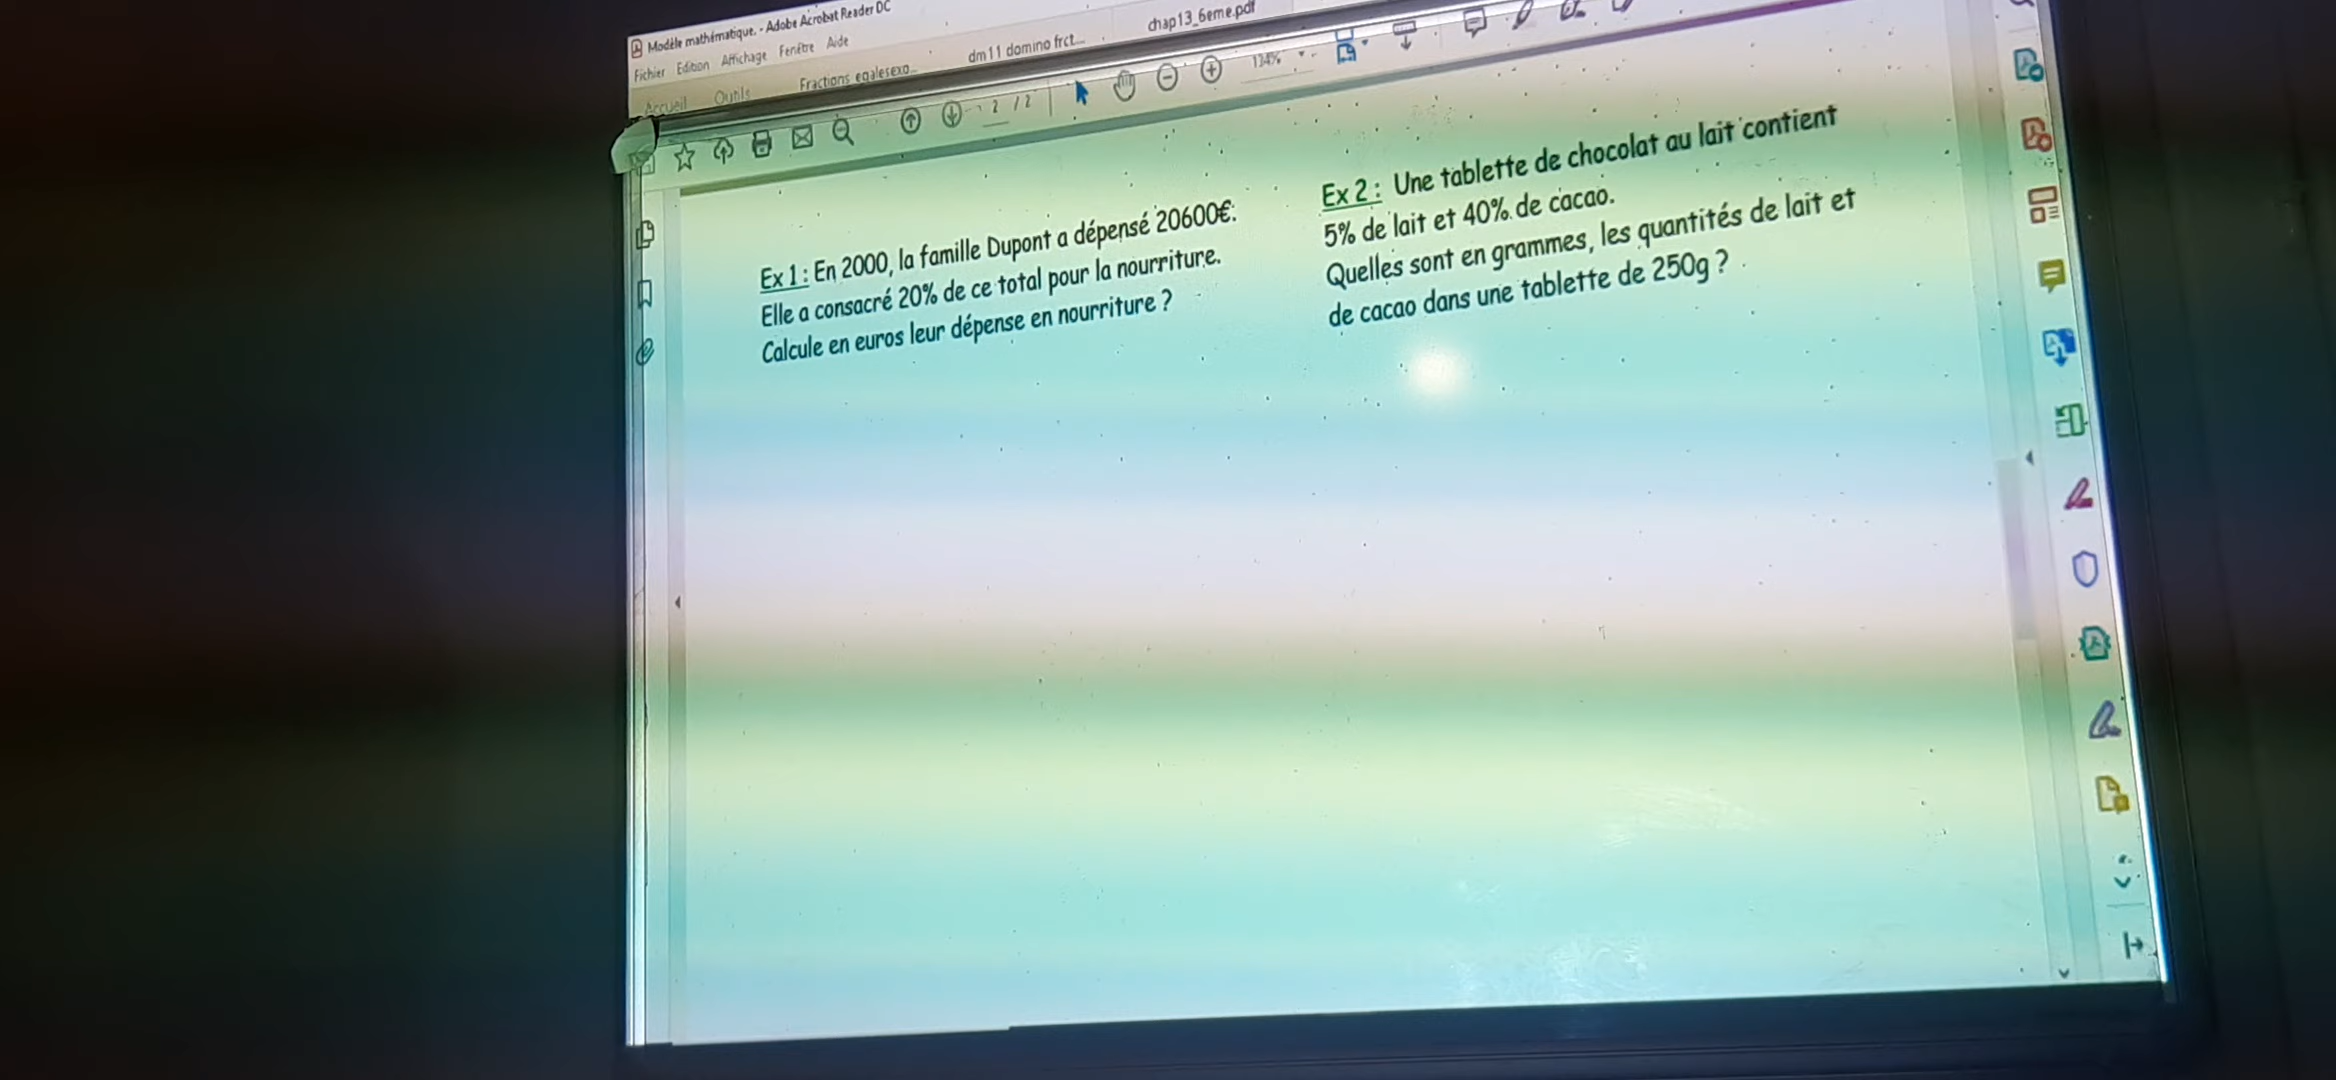 Modèle mathématique. - Adobe Acrobat Reader DC
Fichier Edition Affichage Fenêtre Aide
Accueil Outils Fractions_egalesexo... dm11 domino frct... chap13_6eme.pdf
2 / 2 134%
Ex 1 : En 2000, la famille Dupont a dépensé 20600€.
Elle a consacré 20% de ce total pour la nourriture.
Calcule en euros leur dépense en nourriture ?
Ex 2 : Une tablette de chocolat au lait contient
5% de lait et 40% de cacao.
Quelles sont en grammes, les quantités de lait et
de cacao dans une tablette de 250g ?